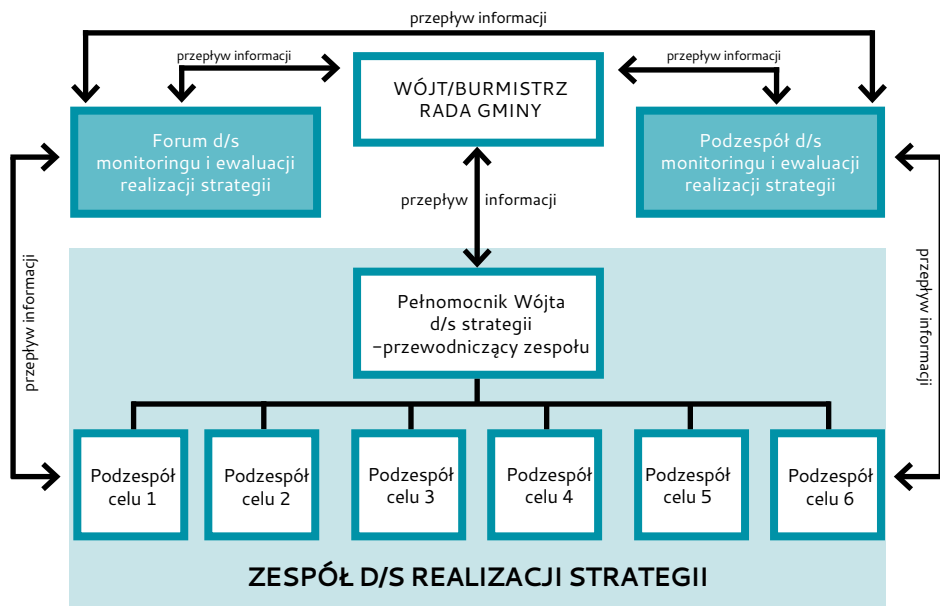 przepływ informacji
przepływ informacji
przepływ informacji
WÓJT/BURMISTRZ
RADA GMINY
Forum d/s
monitoringu i ewaluacji
realizacji strategii
Podzespół d/s
monitoringu i ewaluacji
realizacji strategii
przepływ informacji
przepływ informacji
przepływ informacji
Pełnomocnik Wójta
d/s strategii
-przewodniczący zespołu
Podzespół
celu 1
Podzespół
celu 2
Podzespół
celu 3
Podzespół
celu 4
Podzespół
celu 5
Podzespół
celu 6
ZESPÓŁ D/S REALIZACJI STRATEGII